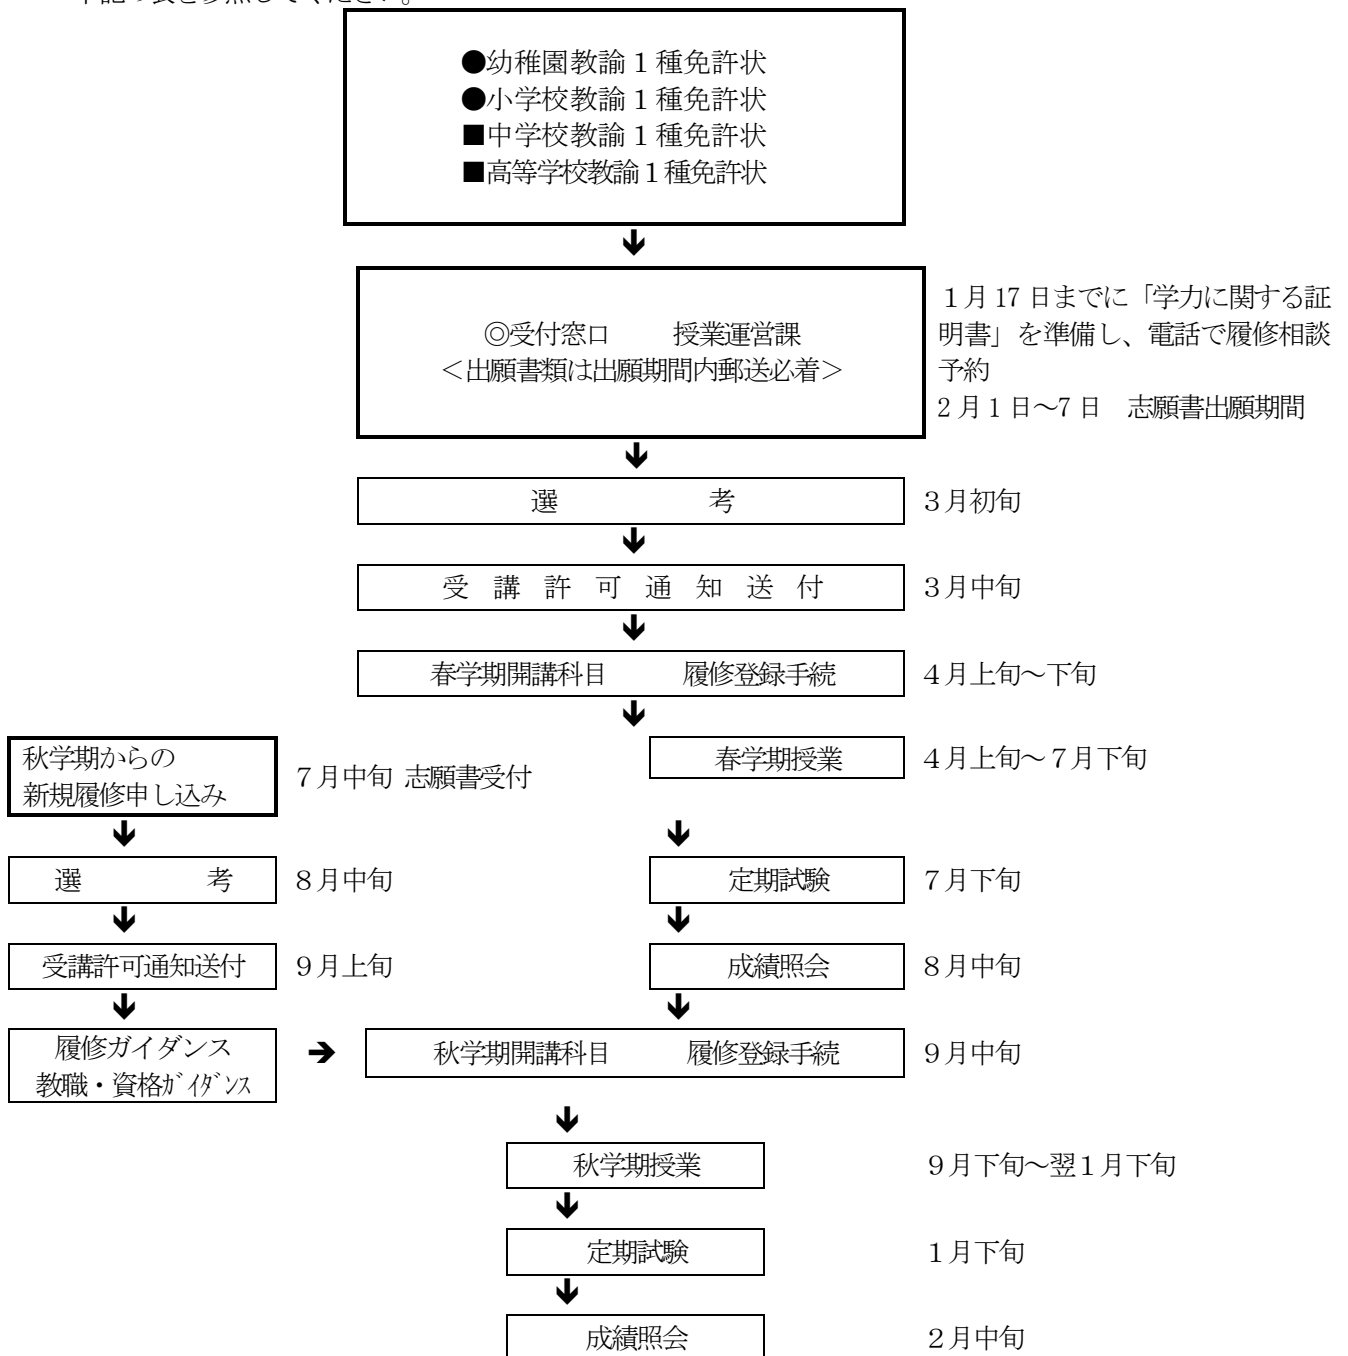 ●幼稚園教諭１種免許状
●小学校教諭１種免許状
■中学校教諭１種免許状
■高等学校教諭１種免許状
◎受付窓口　　授業運営課
＜出願書類は出願期間内郵送必着＞
１月17日までに「学力に関する証
明書」を準備し、電話で履修相談
予約
2月1日～7日　志願書出願期間
選　　　考
３月初旬
受　講　許　可　通　知　送　付
３月中旬
春学期開講科目　　履修登録手続
４月上旬～下旬
秋学期からの
新規履修申し込み
７月中旬 志願書受付
春学期授業
４月上旬～７月下旬
選　　　考
８月中旬
定期試験
７月下旬
受講許可通知送付
９月上旬
成績照会
８月中旬
履修ガイダンス
教職・資格ｶﾞｲﾀﾞﾝｽ
秋学期開講科目　　履修登録手続
９月中旬
秋学期授業
９月下旬～翌１月下旬
定期試験
１月下旬
成績照会
２月中旬